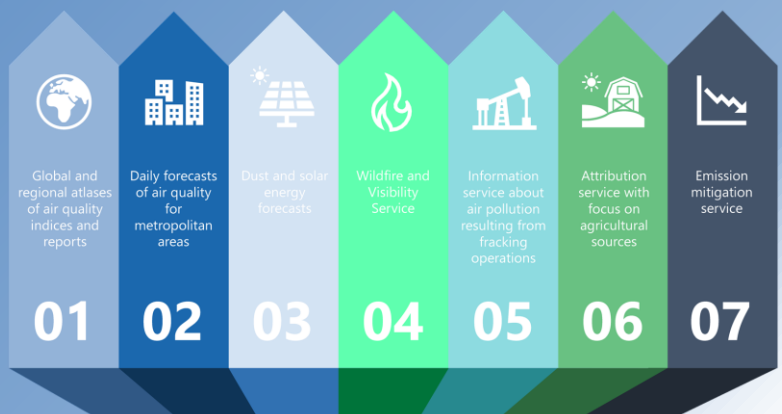 Global and
regional atlases
of air quality
indices and
reports
01
Daily forecasts
of air quality
for
metropolitan
areas
02
Dust and solar
energy
forecasts
03
Wildfire and
Visibility
Service
04
Information
service about
air pollution
resulting from
fracking
operations
05
Attribution
service with
focus on
agricultural
sources
06
Emission
mitigation
service
07